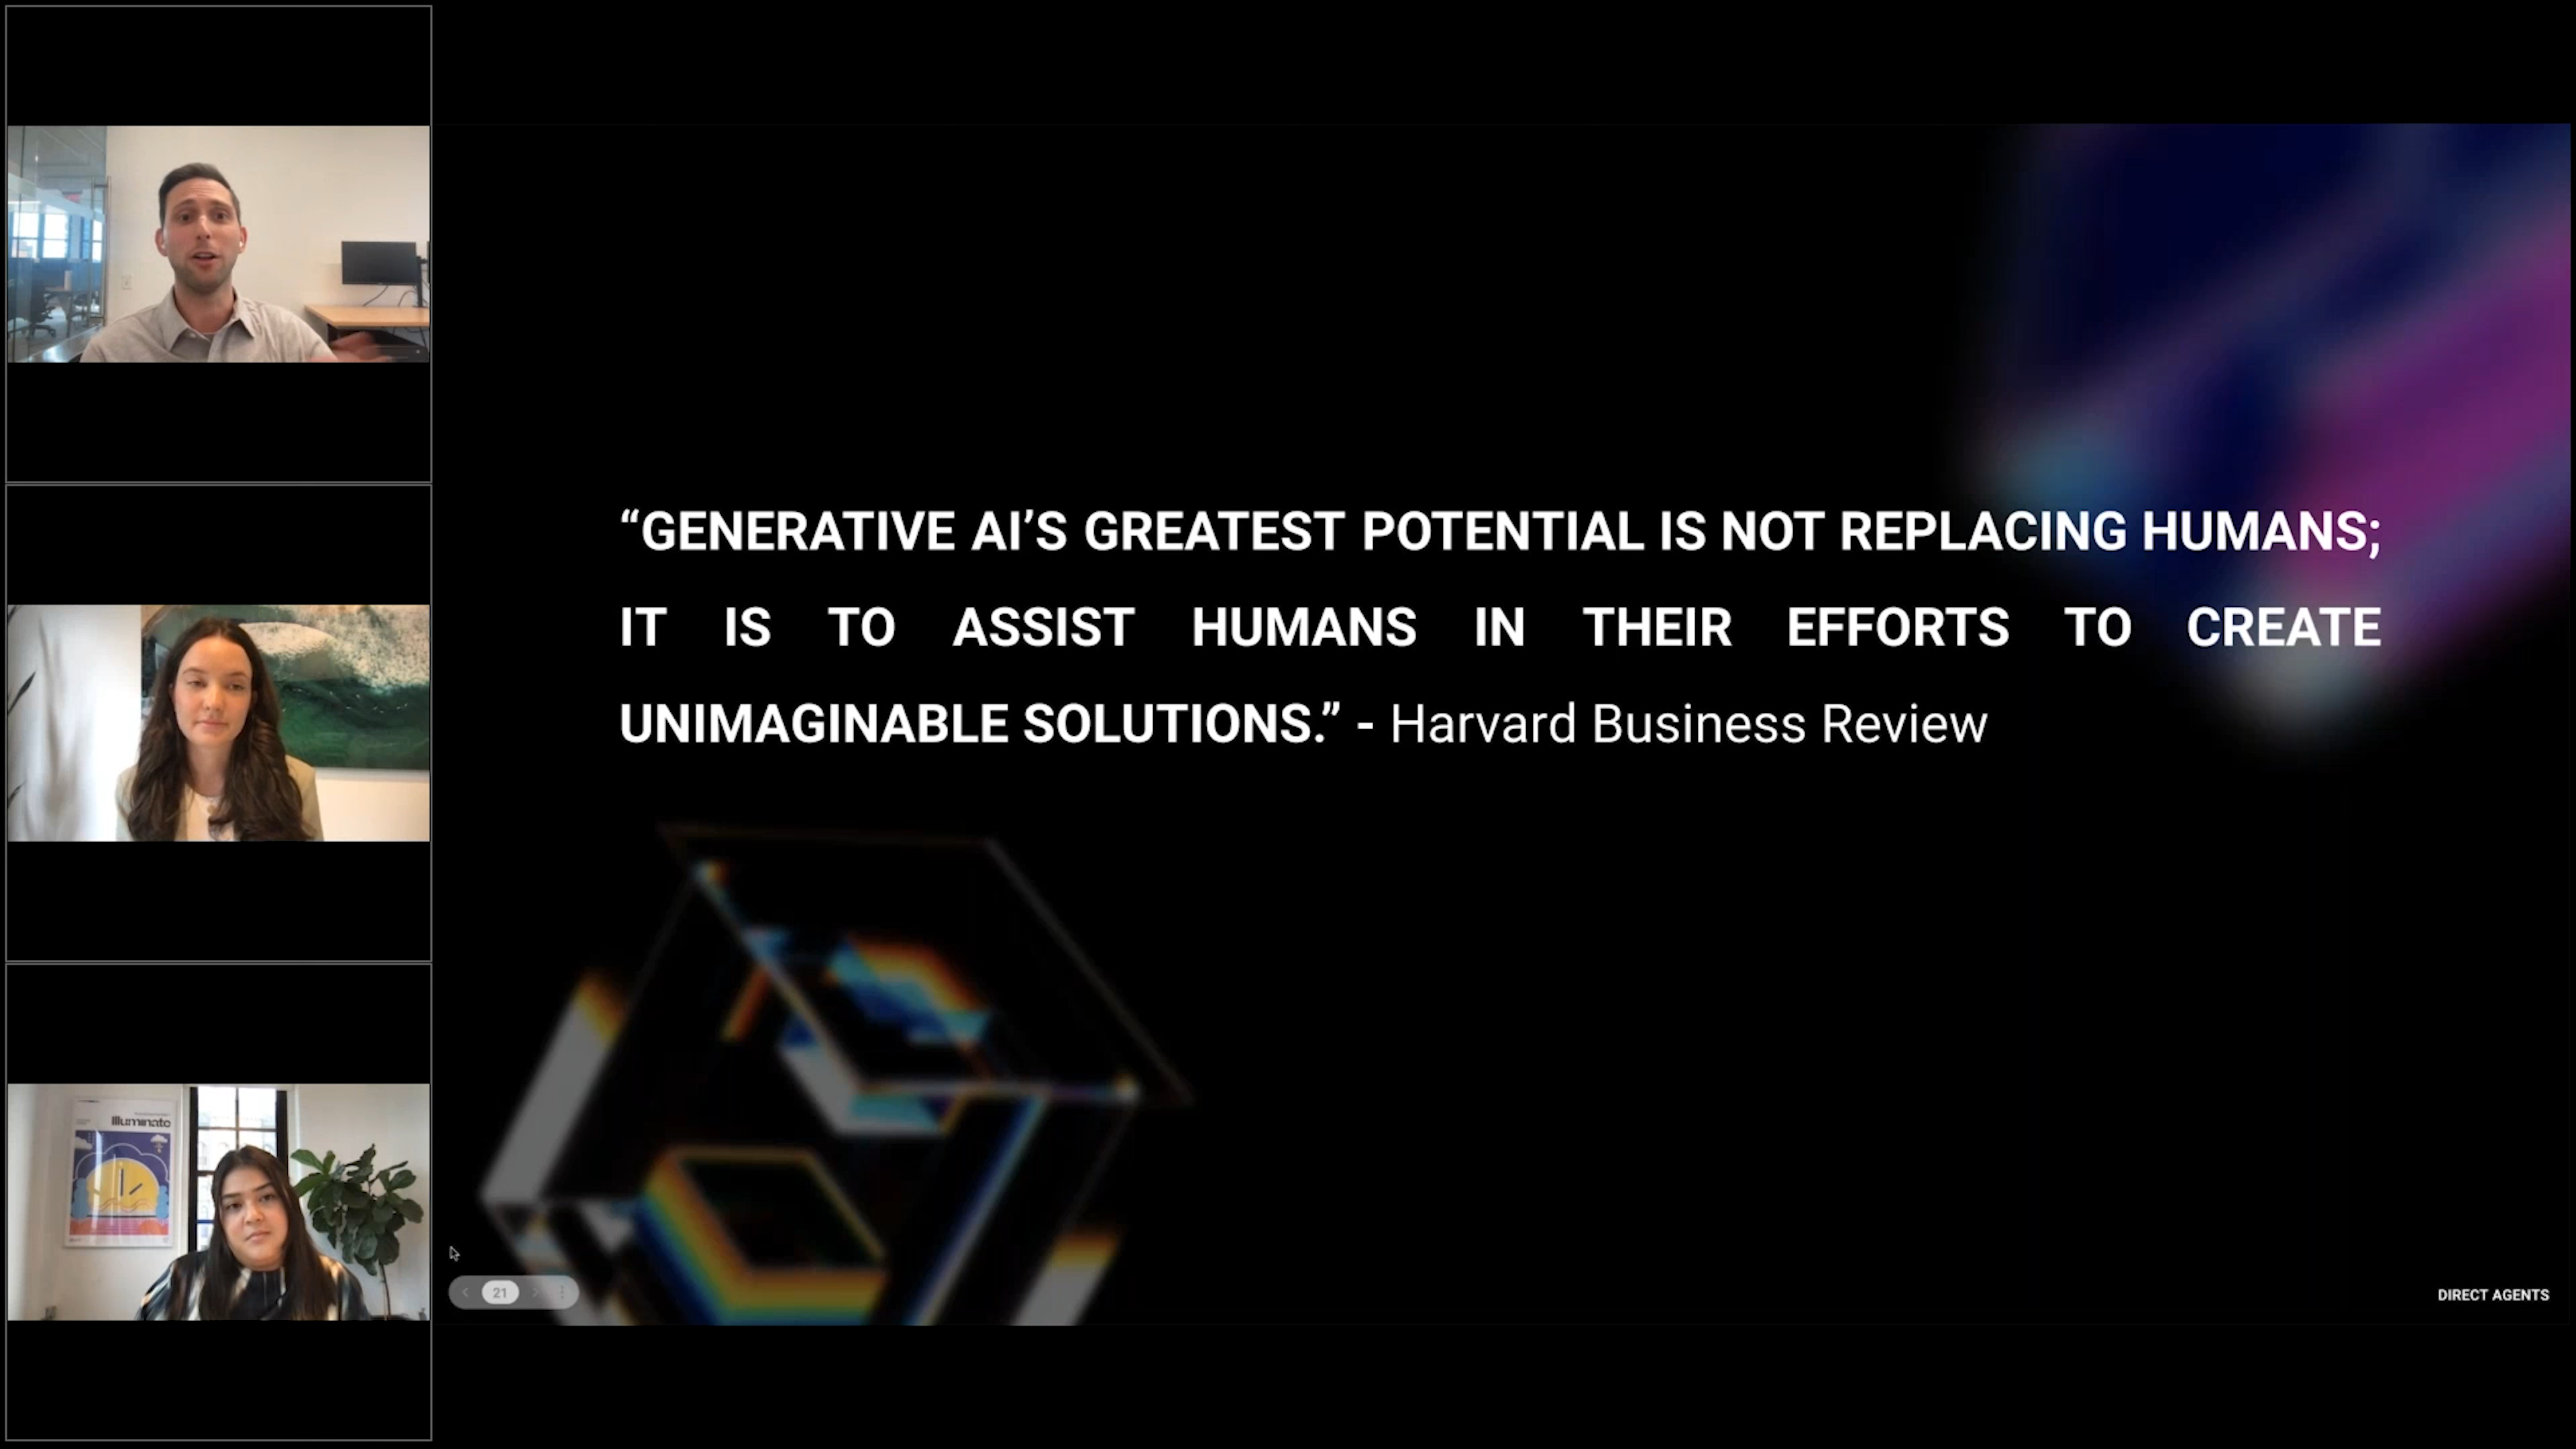 “GENERATIVE AI’S GREATEST POTENTIAL IS NOT REPLACING HUMANS;
IT IS TO ASSIST HUMANS IN THEIR EFFORTS TO CREATE
UNIMAGINABLE SOLUTIONS.” - Harvard Business Review
Illuminato
21
DIRECT AGENTS